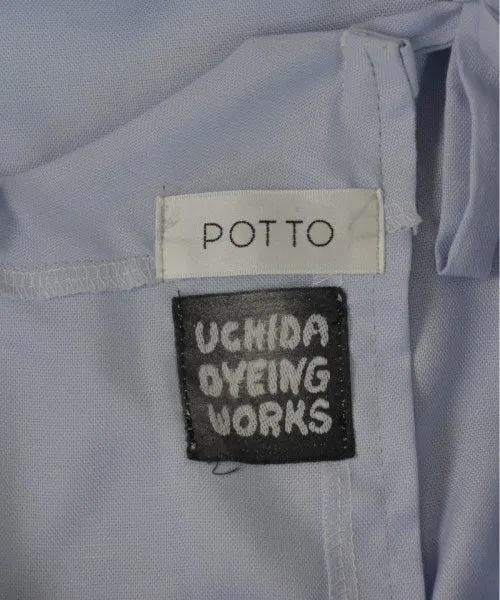 POTTO
UCHIDA
DYEING
WORKS